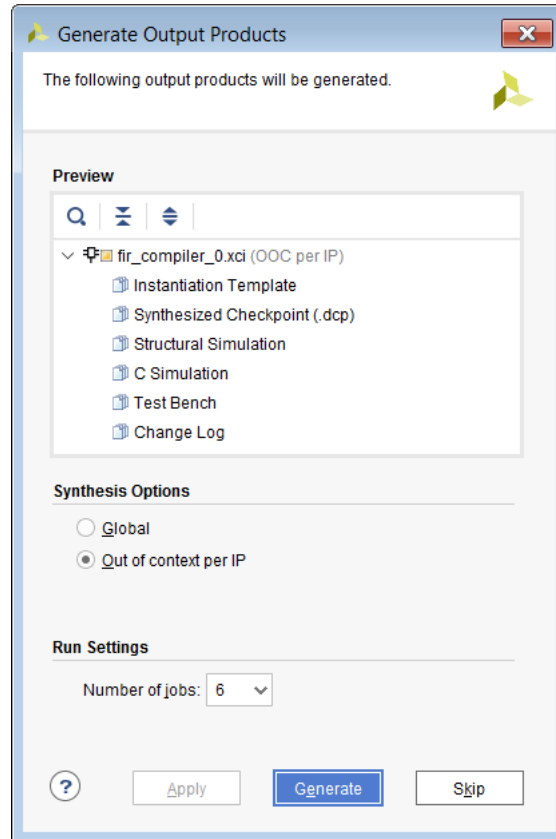 Generate Output Products
The following output products will be generated.
Preview
fir_compiler_0.xci (OOC per IP)
Instantiation Template
Synthesized Checkpoint (.dcp)
Structural Simulation
C Simulation
Test Bench
Change Log
Synthesis Options
Global
Out of context per IP
Run Settings
Number of jobs: 6
? Apply Generate Skip